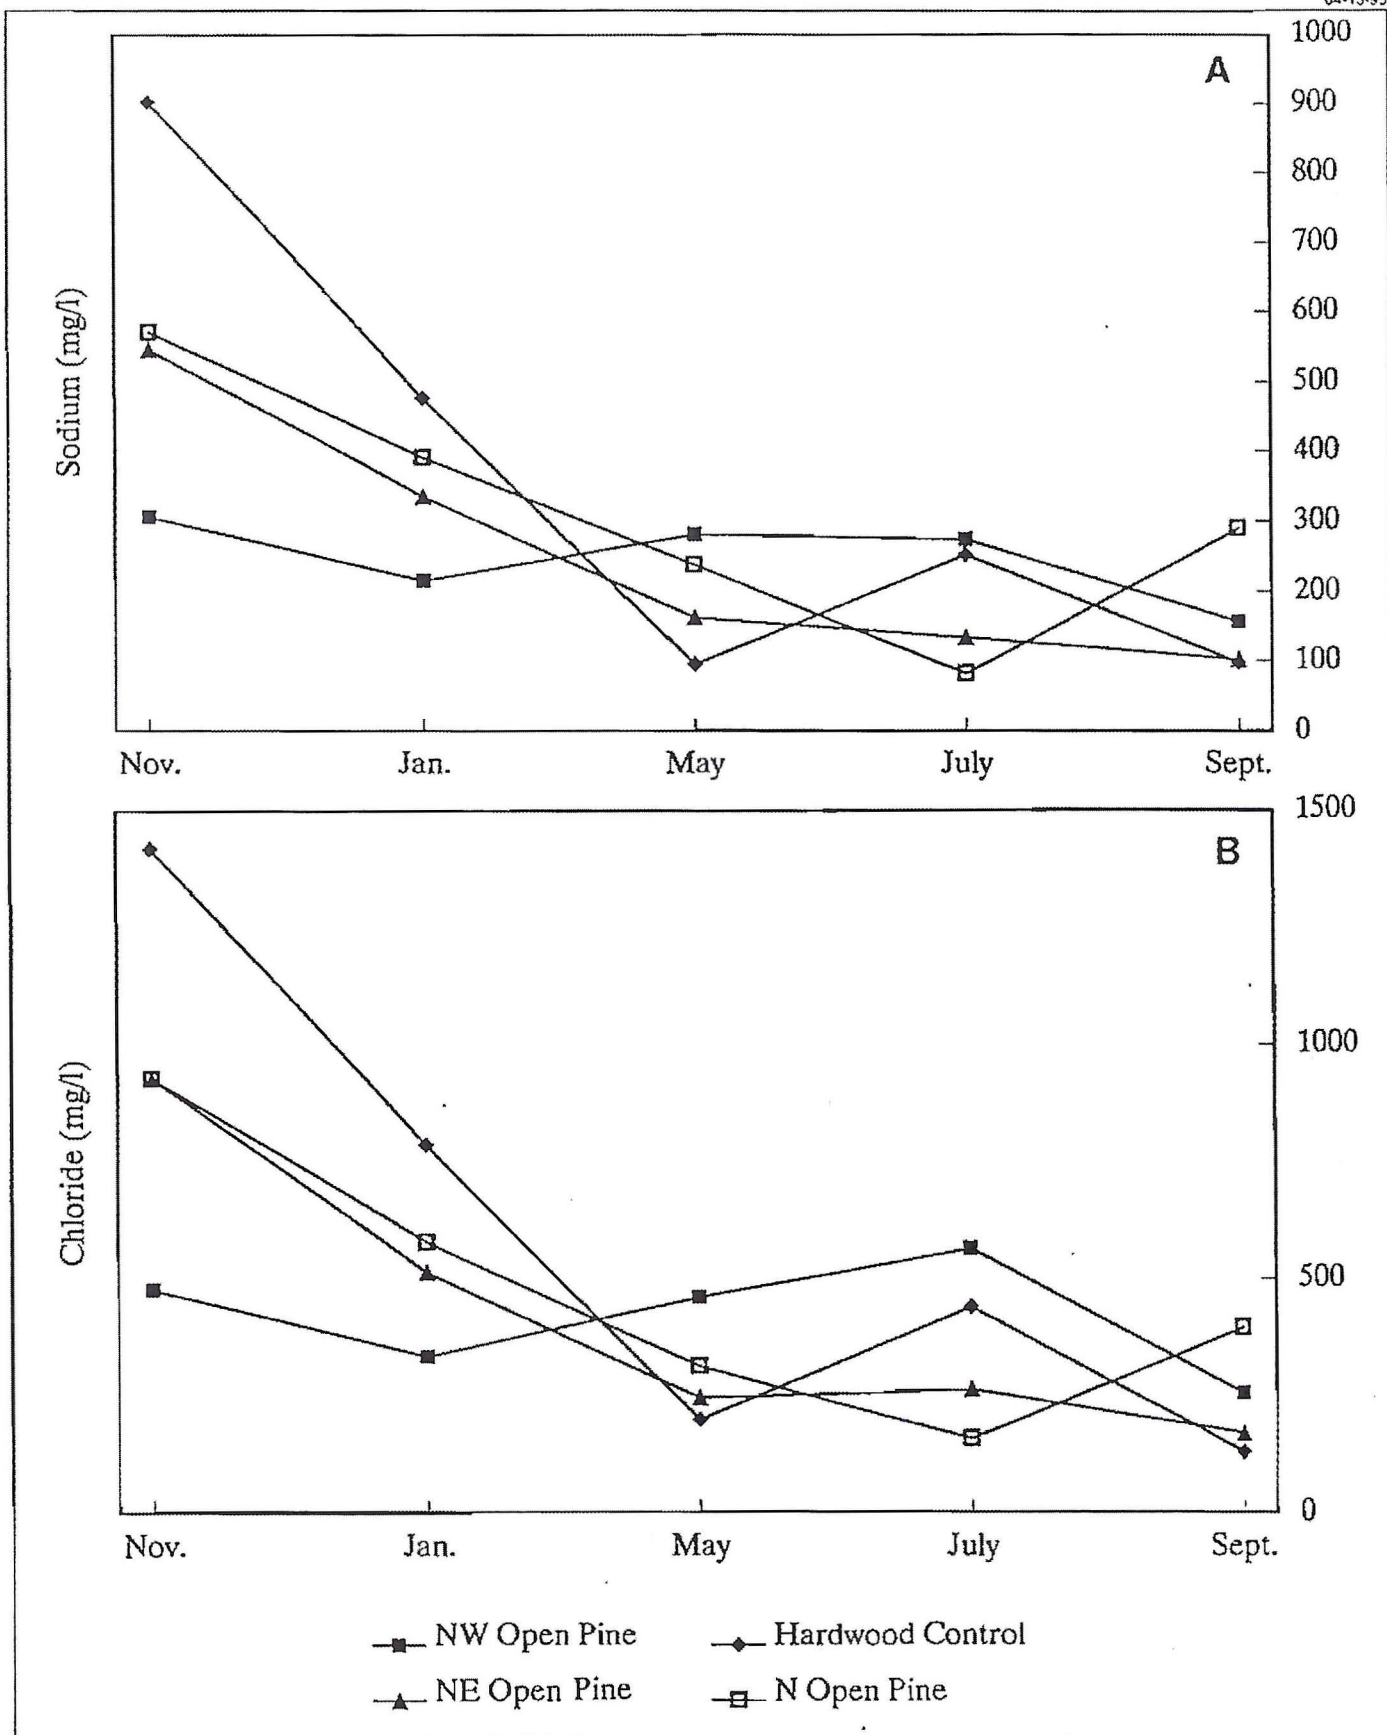 1000
A
900
800
700
600
Sodium (mg/l)
500
400
300
200
100
0
Nov. Jan. May July Sept.
1500
B
1000
Chloride (mg/l)
500
0
Nov. Jan. May July Sept.
NW Open Pine Hardwood Control
NE Open Pine N Open Pine